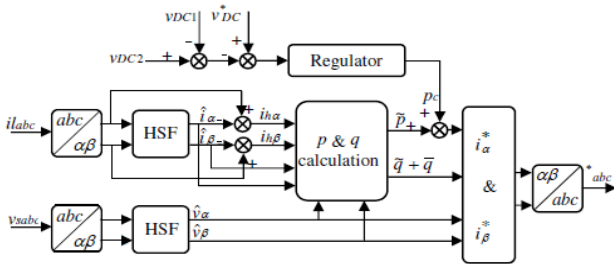 vDC1
v*DC
vDC2
-
+
+
-
Regulator
pc
ilabc
abc
αβ
HSF
îα-
îβ-
+
+
ihα
ihβ
p & q
calculation
p̃
+
+
q̃ + q̄
i*α
&
i*β
αβ
abc
*abc
vsabc
abc
αβ
HSF
v̂α
v̂β